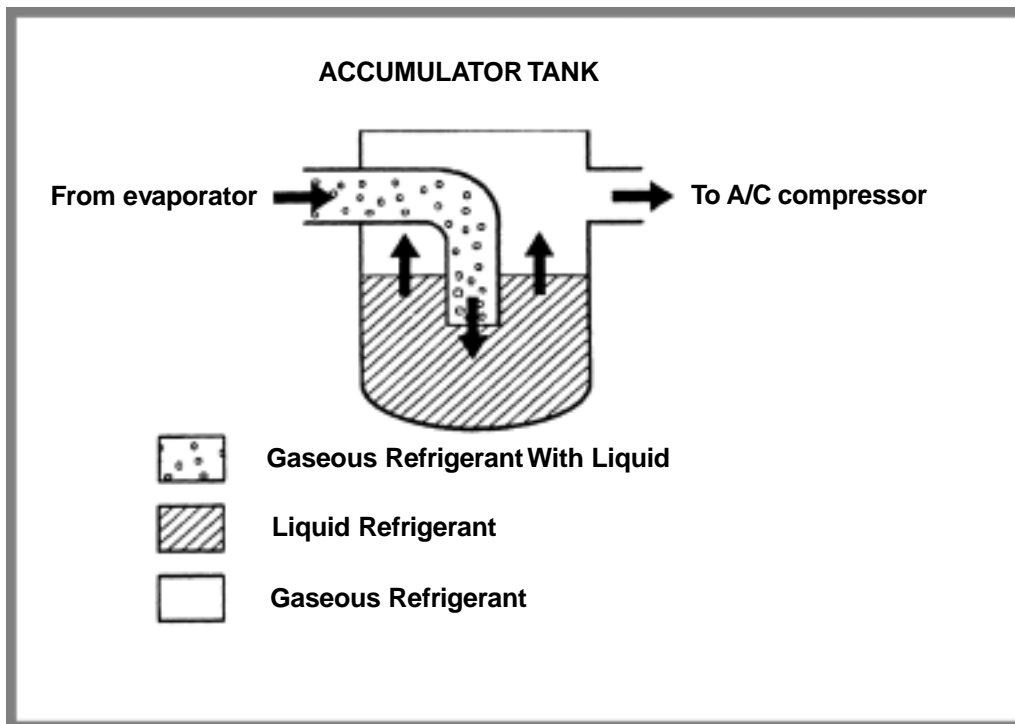 ACCUMULATOR TANK
From evaporator
To A/C compressor
Gaseous Refrigerant With Liquid
Liquid Refrigerant
Gaseous Refrigerant